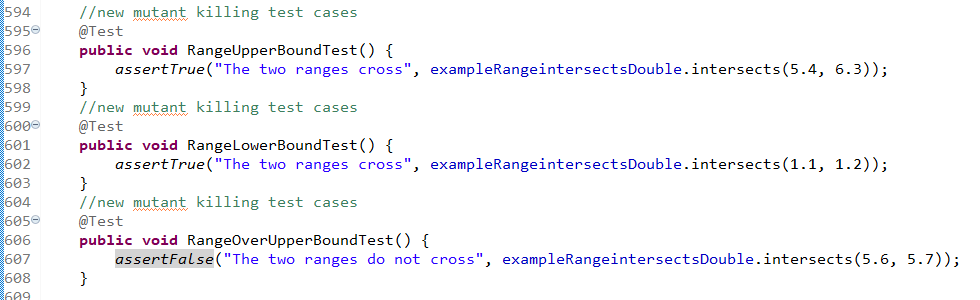 594 //new mutant killing test cases
595 @Test
596 public void RangeUpperBoundTest() {
597 assertTrue("The two ranges cross", exampleRangeintersectsDouble.intersects(5.4, 6.3));
598 }
599 //new mutant killing test cases
600 @Test
601 public void RangeLowerBoundTest() {
602 assertTrue("The two ranges cross", exampleRangeintersectsDouble.intersects(1.1, 1.2));
603 }
604 //new mutant killing test cases
605 @Test
606 public void RangeOverUpperBoundTest() {
607 assertFalse("The two ranges do not cross", exampleRangeintersectsDouble.intersects(5.6, 5.7));
608 }
609